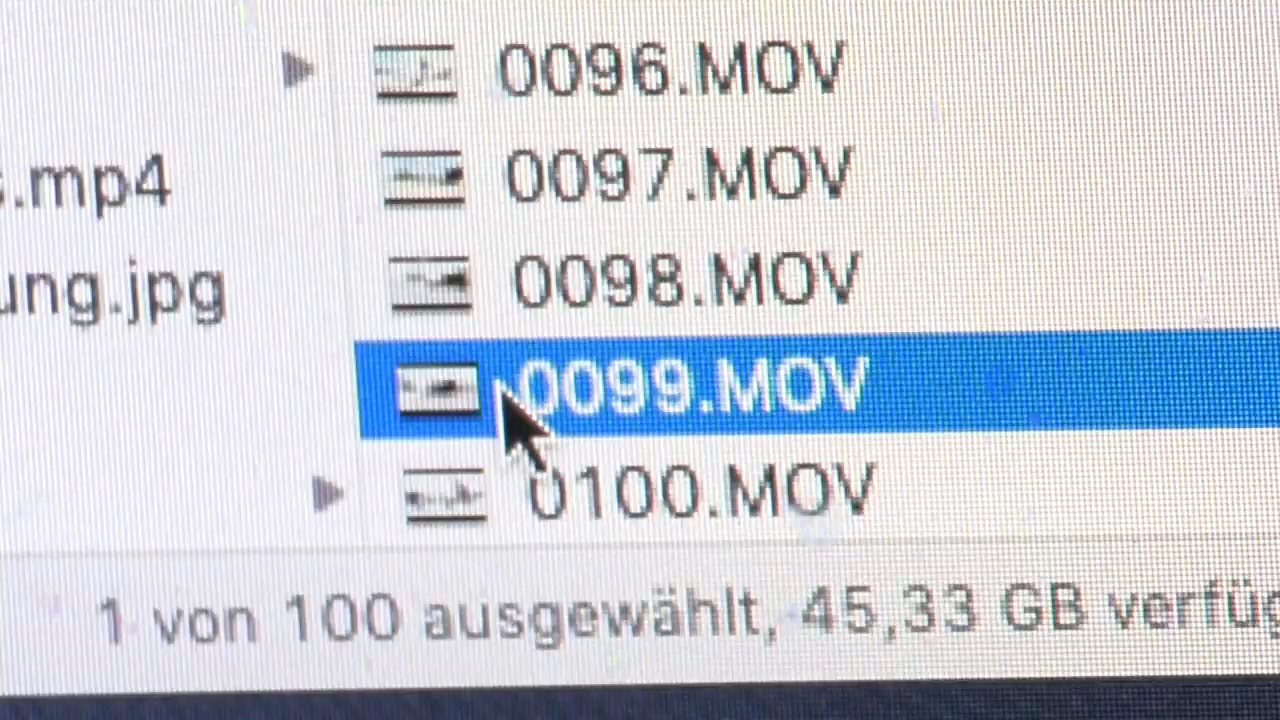 0096.MOV
.mp4
0097.MOV
ung.jpg
0098.MOV
0099.MOV
0100.MOV
1 von 100 ausgewählt, 45,33 GB